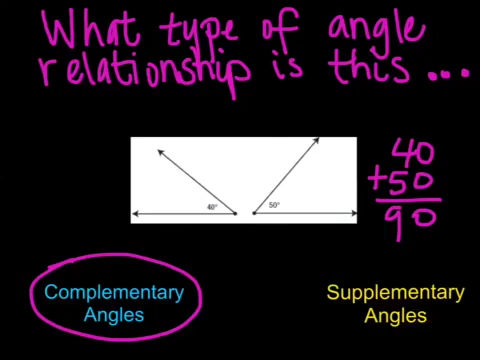 What type of angle
relationship is this ...
40
+50
90
40°
50°
Complementary
Angles
Supplementary
Angles